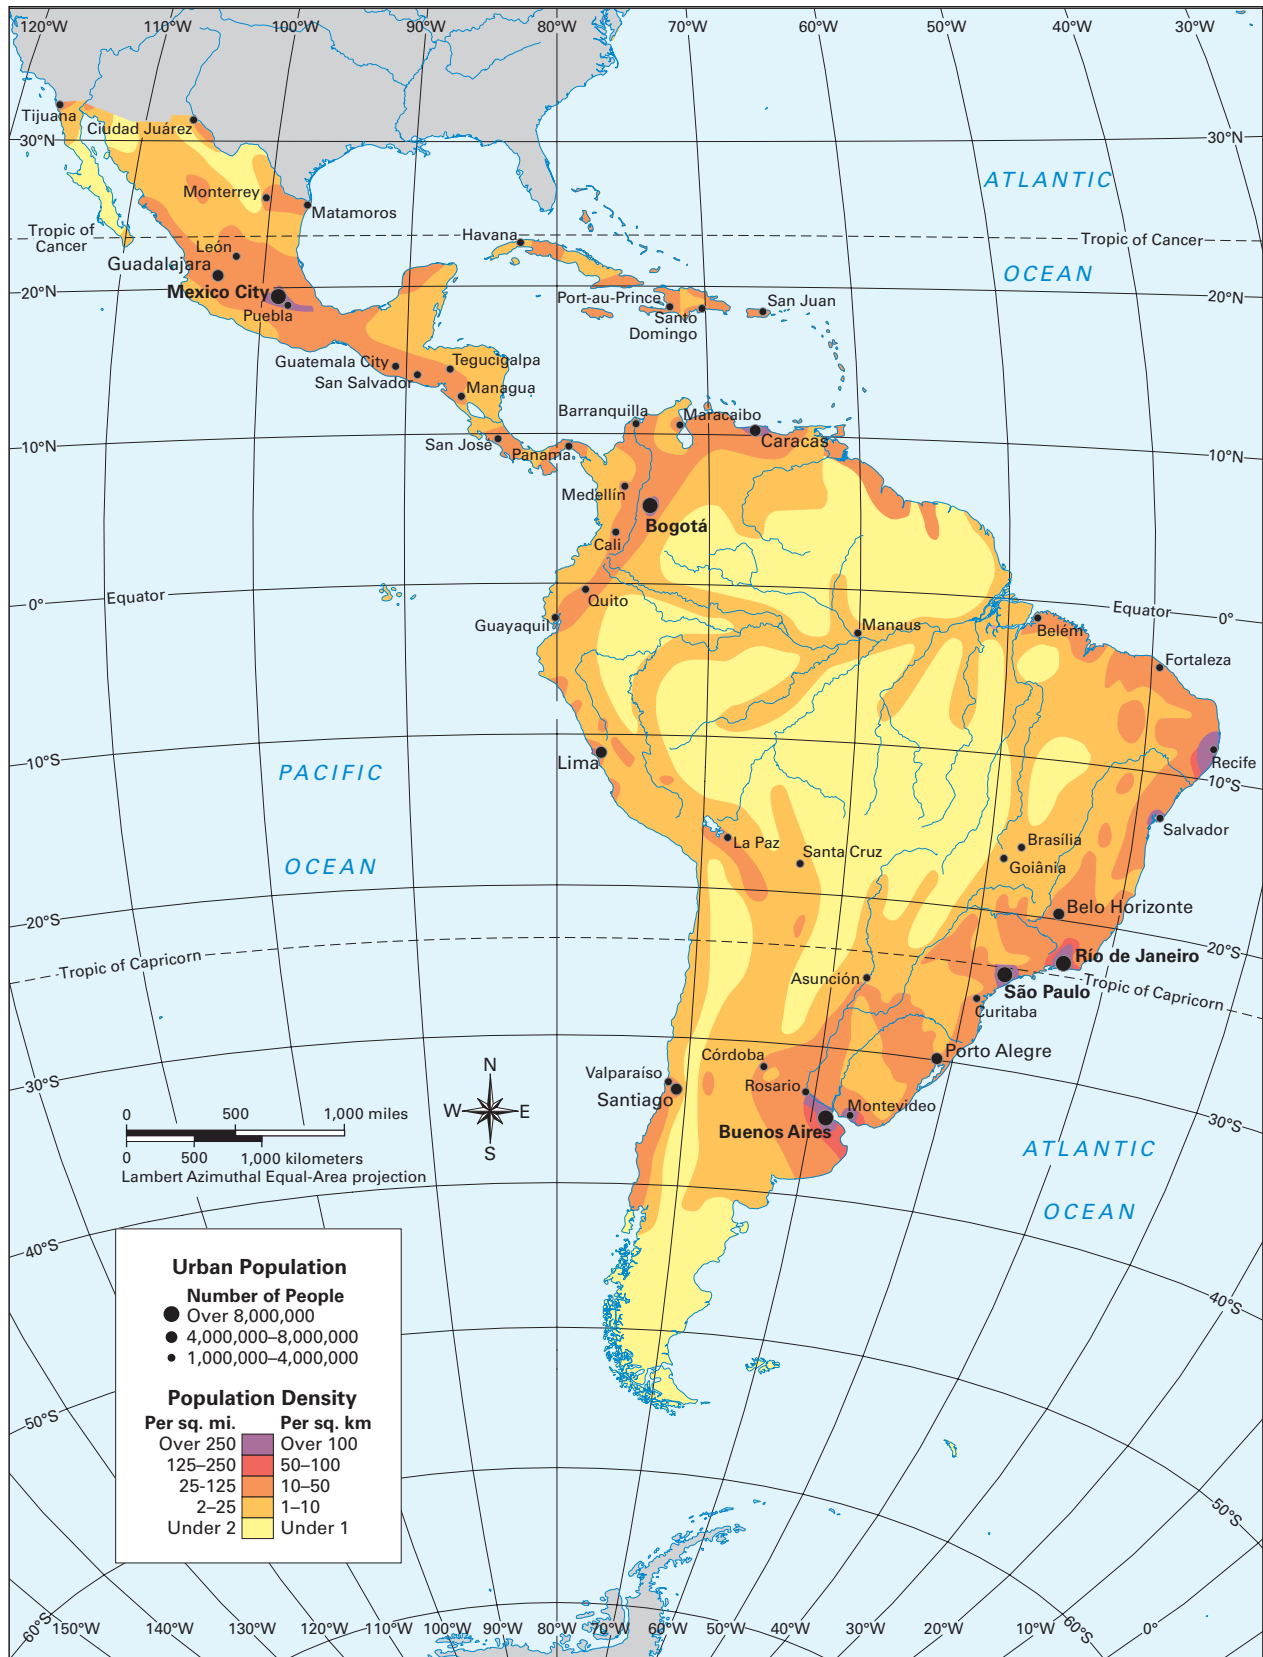 120°W
110°W
100°W
90°W
80°W
70°W
60°W
50°W
40°W
30°W
Tijuana
Ciudad Juárez
30°N
30°N
ATLANTIC
Monterrey
Matamoros
Tropic of
Cancer
Havana
Tropic of Cancer
León
Guadalajara
OCEAN
20°N
Mexico City
Port-au-Prince
San Juan
20°N
Puebla
Santo
Domingo
Guatemala City
Tegucigalpa
San Salvador
Managua
Barranquilla
Maracaibo
10°N
San José
Panama
Caracas
10°N
Medellín
Bogotá
Cali
0°
Equator
Quito
Equator
0°
Guayaquil
Manaus
Belém
Fortaleza
10°S
PACIFIC
Lima
Recife
10°S
OCEAN
La Paz
Santa Cruz
Brasília
Goiânia
Salvador
20°S
Belo Horizonte
20°S
Tropic of Capricorn
Asunción
Río de Janeiro
São Paulo
Tropic of Capricorn
Curitaba
30°S
N
Córdoba
Porto Alegre
Valparaíso
Santiago
Rosario
W
E
Montevideo
30°S
0
500
1,000 miles
Buenos Aires
S
0
500
1,000 kilometers
Lambert Azimuthal Equal-Area projection
ATLANTIC
OCEAN
40°S
40°S
Urban Population
Number of People
Over 8,000,000
4,000,000–8,000,000
1,000,000–4,000,000
Population Density
Per sq. mi.
Per sq. km
Over 250
Over 100
125–250
50–100
25-125
10–50
2–25
1–10
Under 2
Under 1
50°S
50°S
60°S
150°W
140°W
130°W
120°W
110°W
100°W
90°W
80°W
70°W
60°W
50°W
40°W
30°W
20°W
10°W
60°S
0°